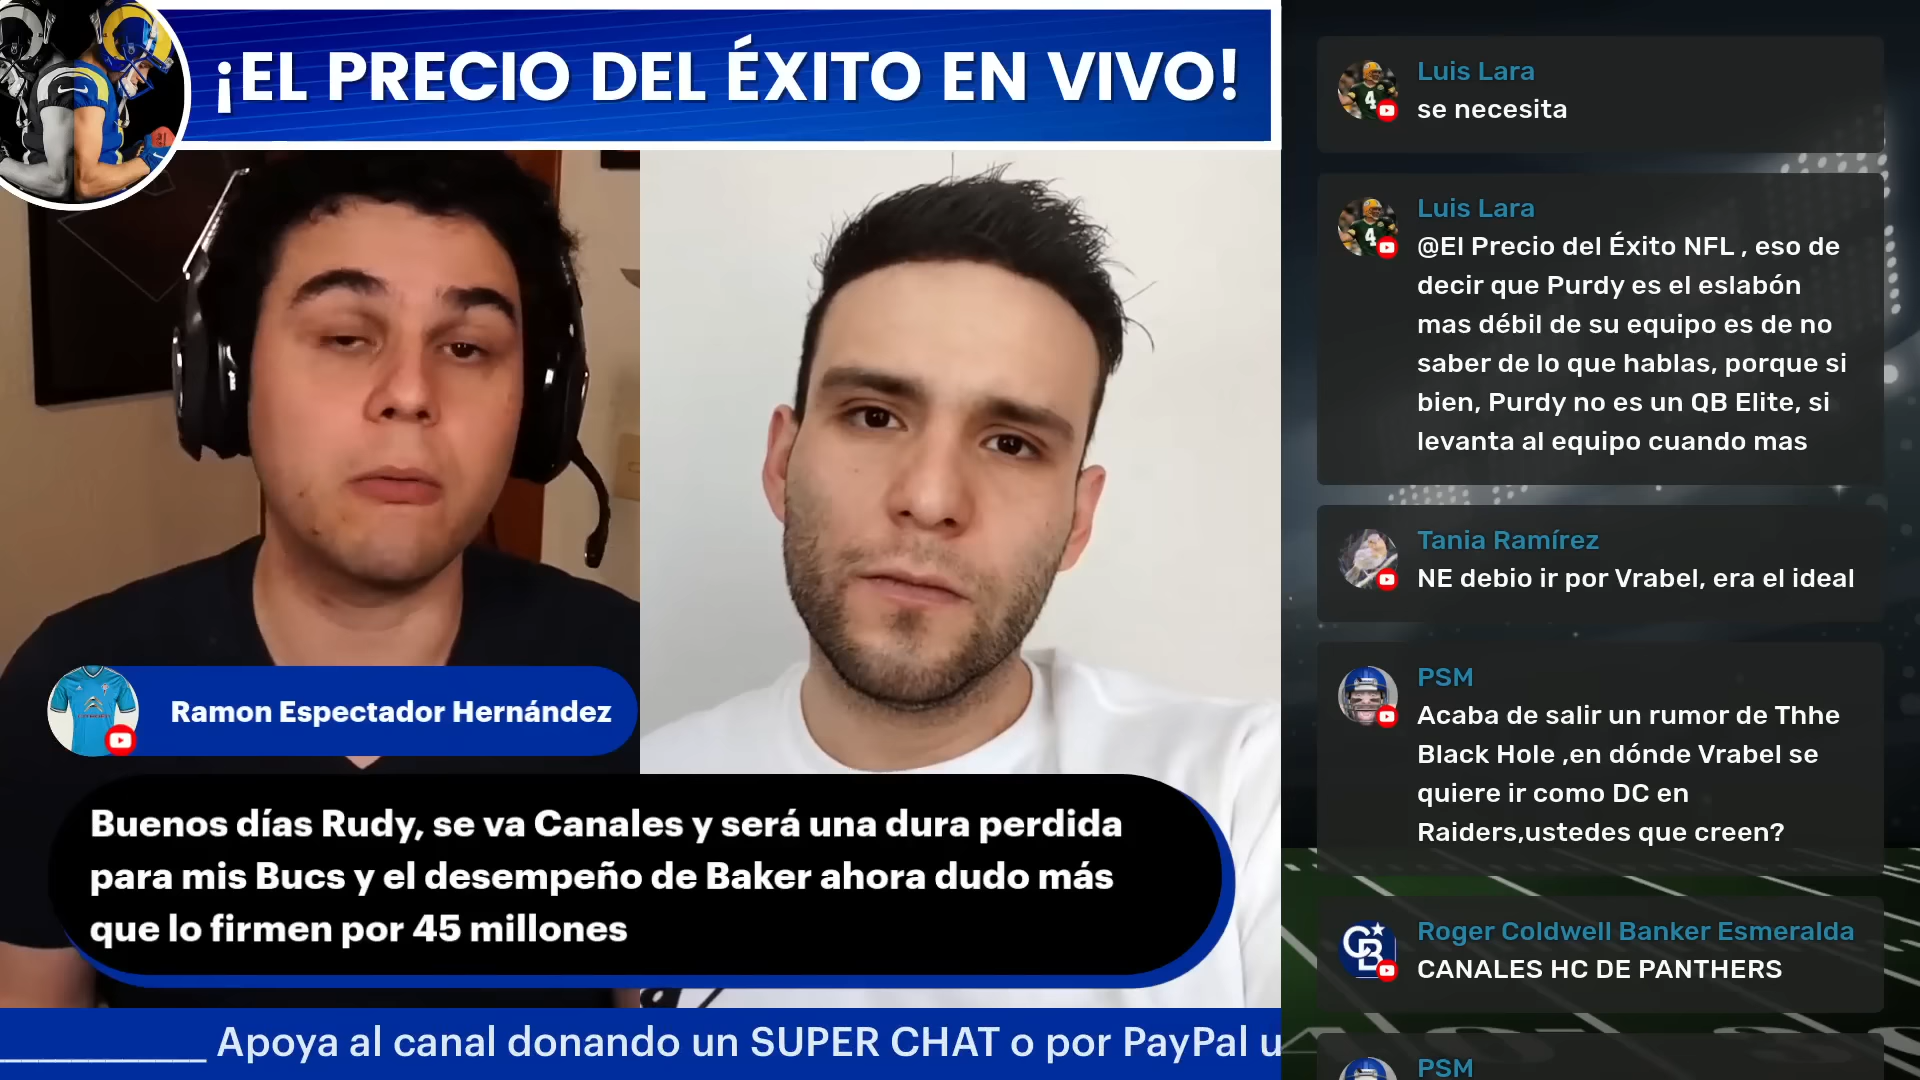 ¡EL PRECIO DEL ÉXITO EN VIVO!
Ramon Espectador Hernández
Buenos días Rudy, se va Canales y será una dura perdida
para mis Bucs y el desempeño de Baker ahora dudo más
que lo firmen por 45 millones
Apoya al canal donando un SUPER CHAT o por PayPal u
Luis Lara
se necesita
Luis Lara
@El Precio del Éxito NFL , eso de
decir que Purdy es el eslabón
mas débil de su equipo es de no
saber de lo que hablas, porque si
bien, Purdy no es un QB Elite, si
levanta al equipo cuando mas
Tania Ramírez
NE debio ir por Vrabel, era el ideal
PSM
Acaba de salir un rumor de Thhe
Black Hole ,en dónde Vrabel se
quiere ir como DC en
Raiders,ustedes que creen?
Roger Coldwell Banker Esmeralda
CANALES HC DE PANTHERS
PSM